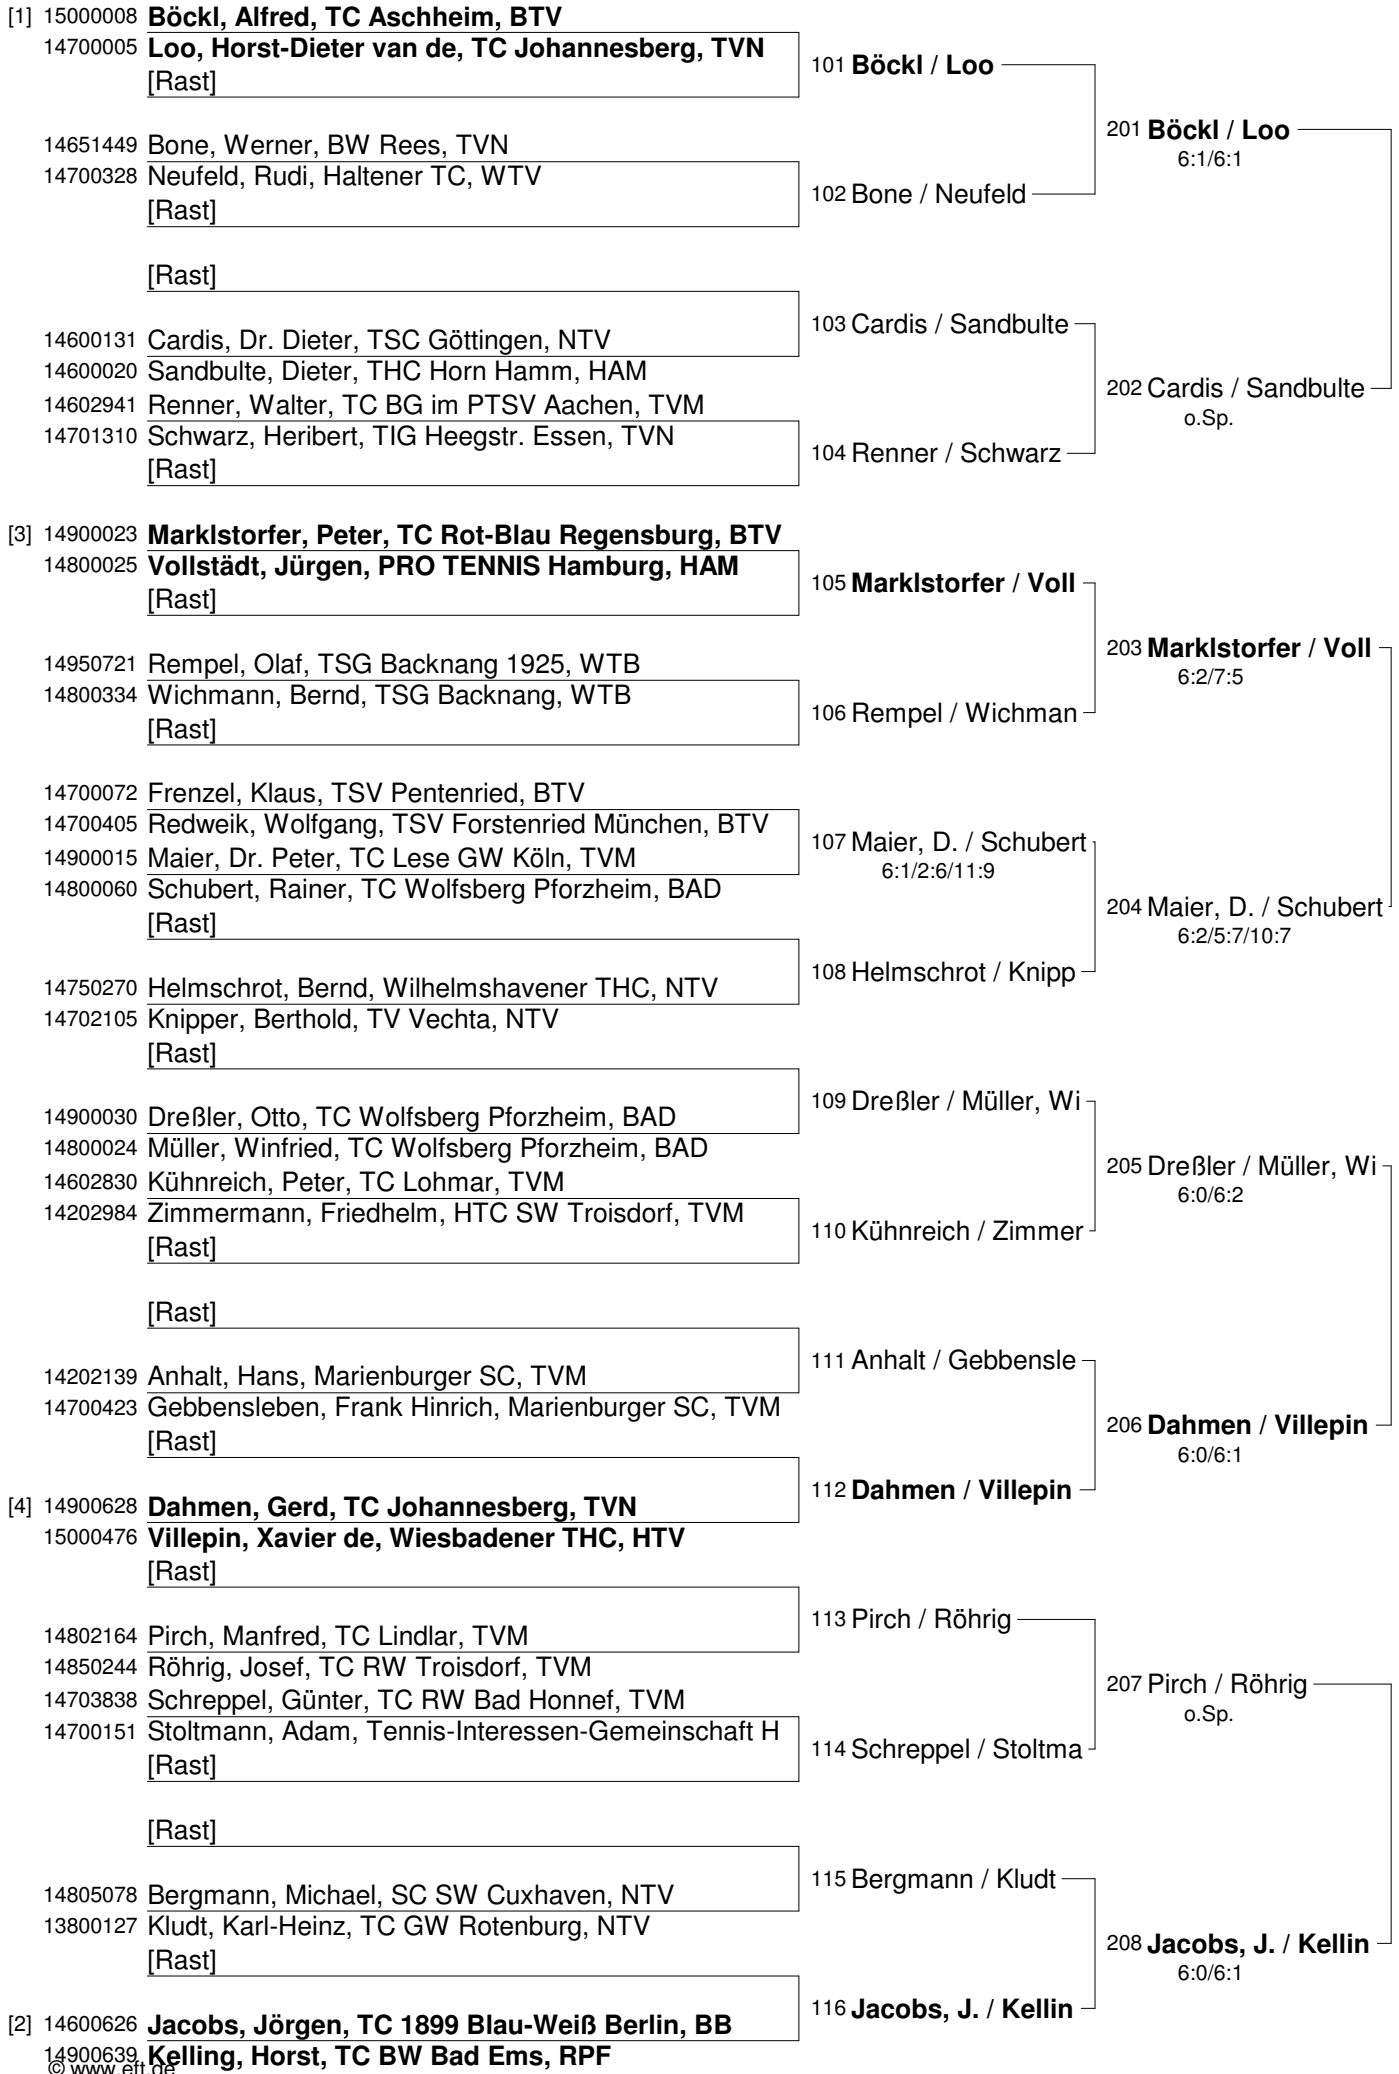 [1] 15000008 Böckl, Alfred, TC Aschheim, BTV
14700005 Loo, Horst-Dieter van de, TC Johannesberg, TVN
101 Böckl / Loo
[Rast]
201 Böckl / Loo
14651449 Bone, Werner, BW Rees, TVN
6:1/6:1
14700328 Neufeld, Rudi, Haltener TC, WTV
102 Bone / Neufeld
[Rast]
[Rast]
103 Cardis / Sandbulte
14600131 Cardis, Dr. Dieter, TSC Göttingen, NTV
14600020 Sandbulte, Dieter, THC Horn Hamm, HAM
202 Cardis / Sandbulte
14602941 Renner, Walter, TC BG im PTSV Aachen, TVM
o.Sp.
14701310 Schwarz, Heribert, TIG Heegstr. Essen, TVN
104 Renner / Schwarz
[Rast]
[3] 14900023 Marklstorfer, Peter, TC Rot-Blau Regensburg, BTV
14800025 Vollstädt, Jürgen, PRO TENNIS Hamburg, HAM
105 Marklstorfer / Voll
[Rast]
203 Marklstorfer / Voll
14950721 Rempel, Olaf, TSG Backnang 1925, WTB
6:2/7:5
14800334 Wichmann, Bernd, TSG Backnang, WTB
106 Rempel / Wichman
[Rast]
14700072 Frenzel, Klaus, TSV Pentenried, BTV
14700405 Redweik, Wolfgang, TSV Forstenried München, BTV
107 Maier, D. / Schubert
14900015 Maier, Dr. Peter, TC Lese GW Köln, TVM
6:1/2:6/11:9
14800060 Schubert, Rainer, TC Wolfsberg Pforzheim, BAD
204 Maier, D. / Schubert
[Rast]
6:2/5:7/10:7
108 Helmschrot / Knipp
14750270 Helmschrot, Bernd, Wilhelmshavener THC, NTV
14702105 Knipper, Berthold, TV Vechta, NTV
[Rast]
109 Dreßler / Müller, Wi
14900030 Dreßler, Otto, TC Wolfsberg Pforzheim, BAD
14800024 Müller, Winfried, TC Wolfsberg Pforzheim, BAD
205 Dreßler / Müller, Wi
14602830 Kühnreich, Peter, TC Lohmar, TVM
6:0/6:2
14202984 Zimmermann, Friedhelm, HTC SW Troisdorf, TVM
110 Kühnreich / Zimmer
[Rast]
[Rast]
111 Anhalt / Gebbensle
14202139 Anhalt, Hans, Marienburger SC, TVM
14700423 Gebbensleben, Frank Hinrich, Marienburger SC, TVM
206 Dahmen / Villepin
[Rast]
6:0/6:1
112 Dahmen / Villepin
[4] 14900628 Dahmen, Gerd, TC Johannesberg, TVN
15000476 Villepin, Xavier de, Wiesbadener THC, HTV
[Rast]
113 Pirch / Röhrig
14802164 Pirch, Manfred, TC Lindlar, TVM
14850244 Röhrig, Josef, TC RW Troisdorf, TVM
207 Pirch / Röhrig
14703838 Schreppel, Günter, TC RW Bad Honnef, TVM
o.Sp.
14700151 Stoltmann, Adam, Tennis-Interessen-Gemeinschaft H
114 Schreppel / Stoltma
[Rast]
[Rast]
115 Bergmann / Kludt
14805078 Bergmann, Michael, SC SW Cuxhaven, NTV
13800127 Kludt, Karl-Heinz, TC GW Rotenburg, NTV
208 Jacobs, J. / Kellin
[Rast]
6:0/6:1
116 Jacobs, J. / Kellin
[2] 14600626 Jacobs, Jörgen, TC 1899 Blau-Weiß Berlin, BB
14900639 Kelling, Horst, TC BW Bad Ems, RPF
© www.eft.de